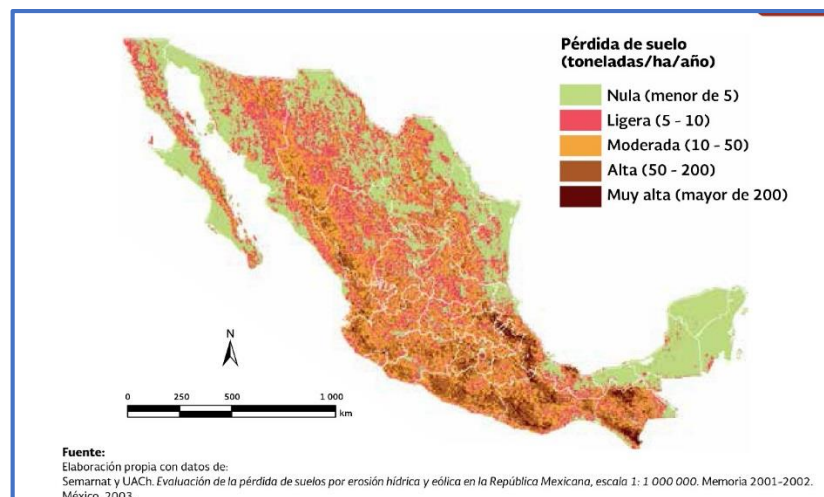 Pérdida de suelo
(toneladas/ha/año)
Nula (menor de 5)
Ligera (5 - 10)
Moderada (10 - 50)
Alta (50 - 200)
Muy alta (mayor de 200)
N
0 250 500 1 000
km
Fuente:
Elaboración propia con datos de:
Semarnat y UACh. Evaluación de la pérdida de suelos por erosión hídrica y eólica en la República Mexicana, escala 1: 1 000 000. Memoria 2001-2002.
México, 2003.